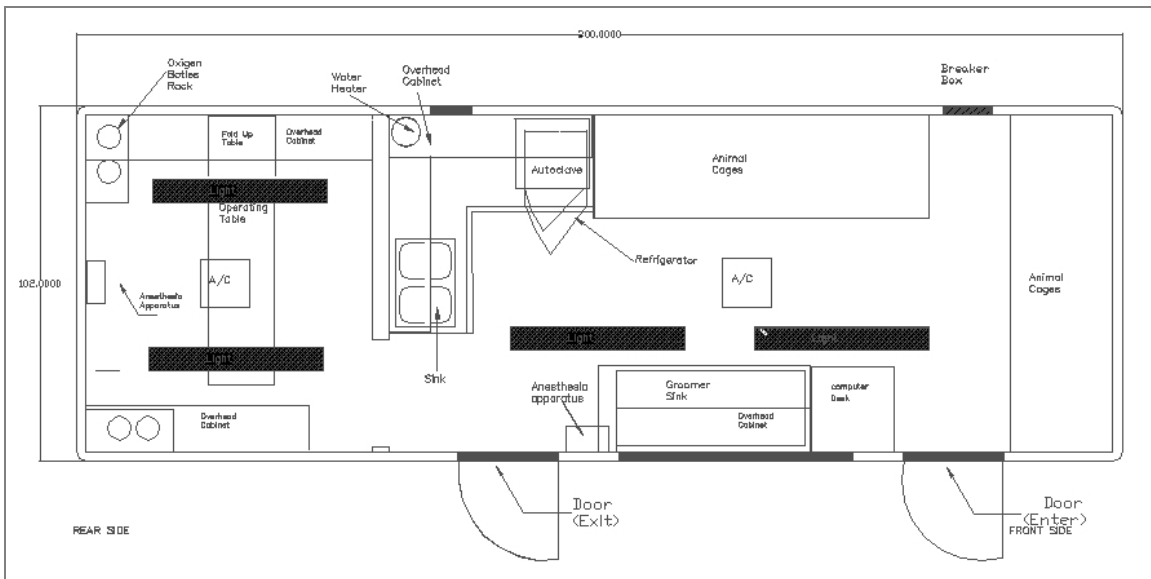 200.0000
Oxigen
Botles
Rack
Water
Heater
Overhead
Cabinet
Breaker
Box
Fold Up
Table
Overhead
Cabinet
Autoclave
Animal
Cages
Light
Operating
Table
Refrigerator
102.0000
A/C
A/C
Animal
Cages
Anesthesia
Apparatus
Light
Light
Light
Sink
Anesthesia
apparatus
Groomer
Sink
computer
Desk
Overhead
Cabinet
Overhead
Cabinet
Door
(Exit)
Door
(Enter)
REAR SIDE
FRONT SIDE